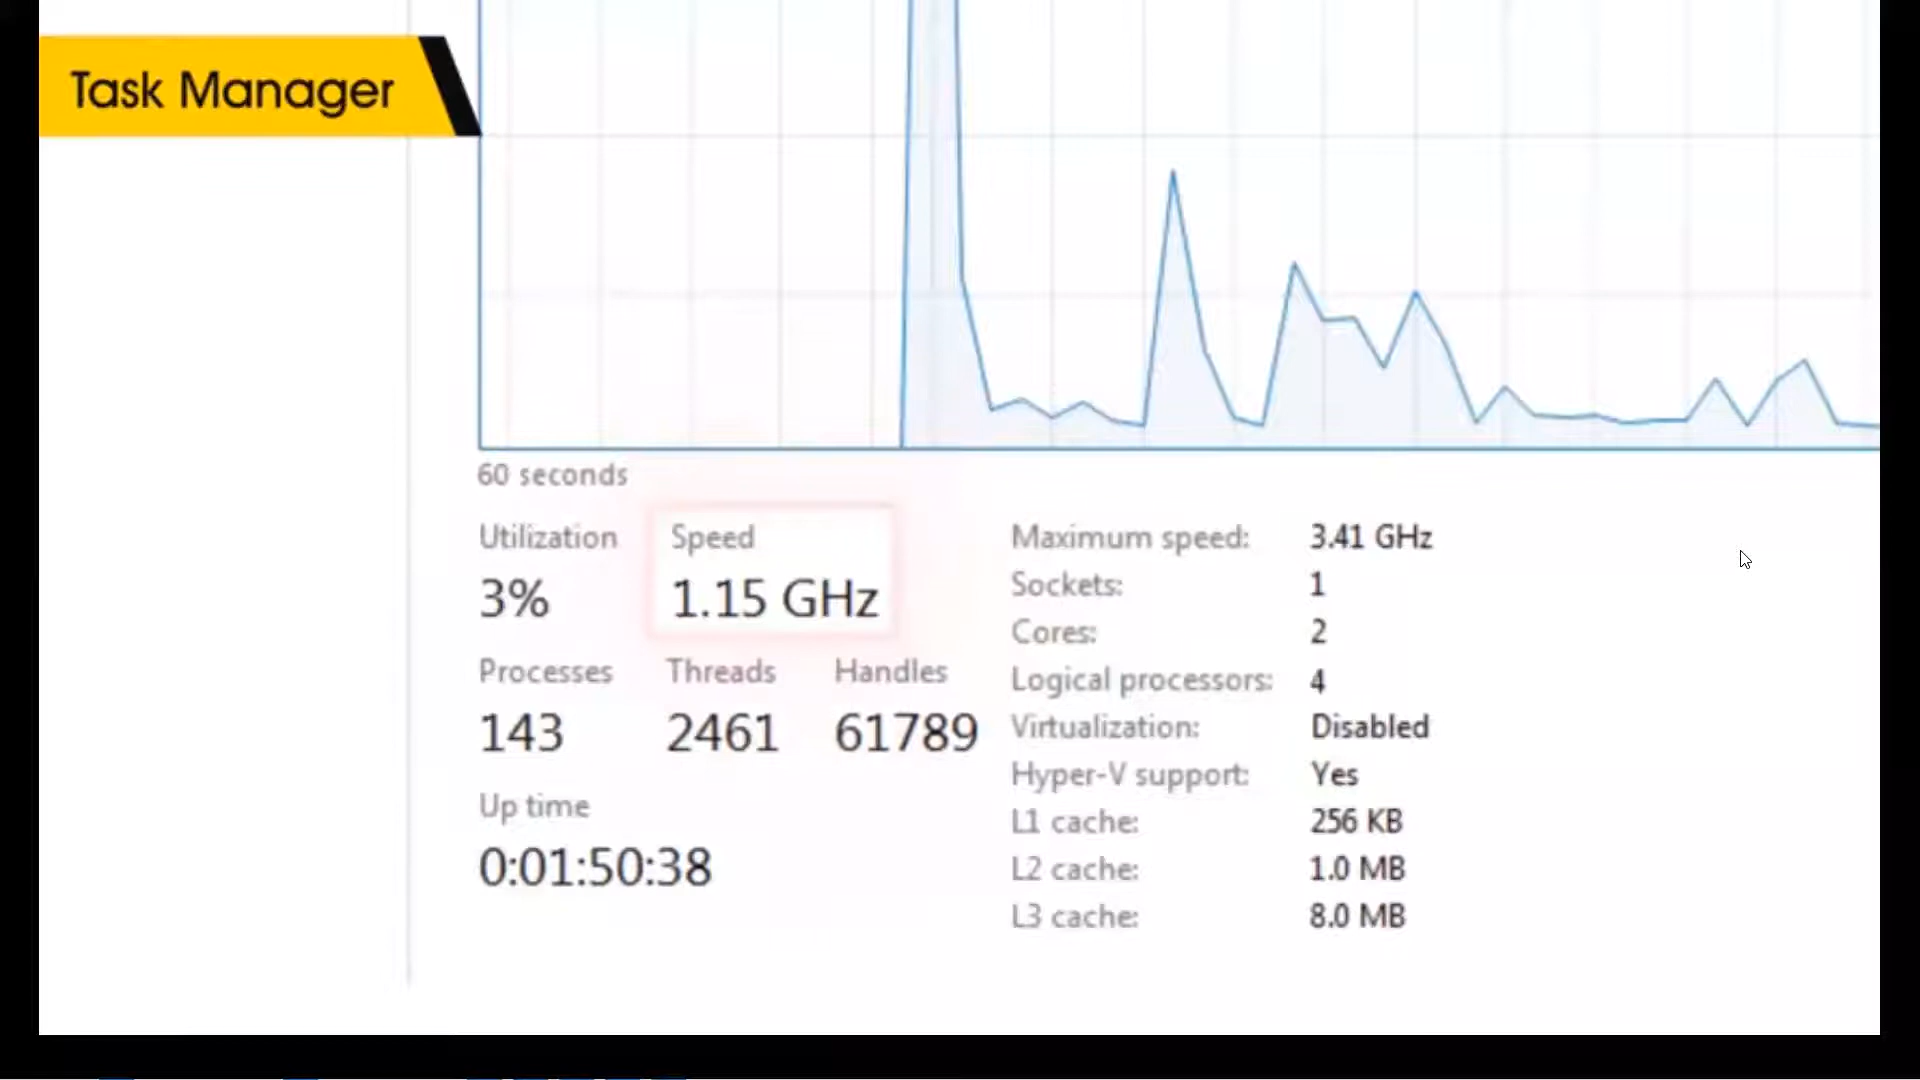 Task Manager
60 seconds
Utilization
3%
Speed
1.15 GHz
Processes
143
Threads
2461
Handles
61789
Up time
0:01:50:38
Maximum speed: 3.41 GHz
Sockets: 1
Cores: 2
Logical processors: 4
Virtualization: Disabled
Hyper-V support: Yes
L1 cache: 256 KB
L2 cache: 1.0 MB
L3 cache: 8.0 MB